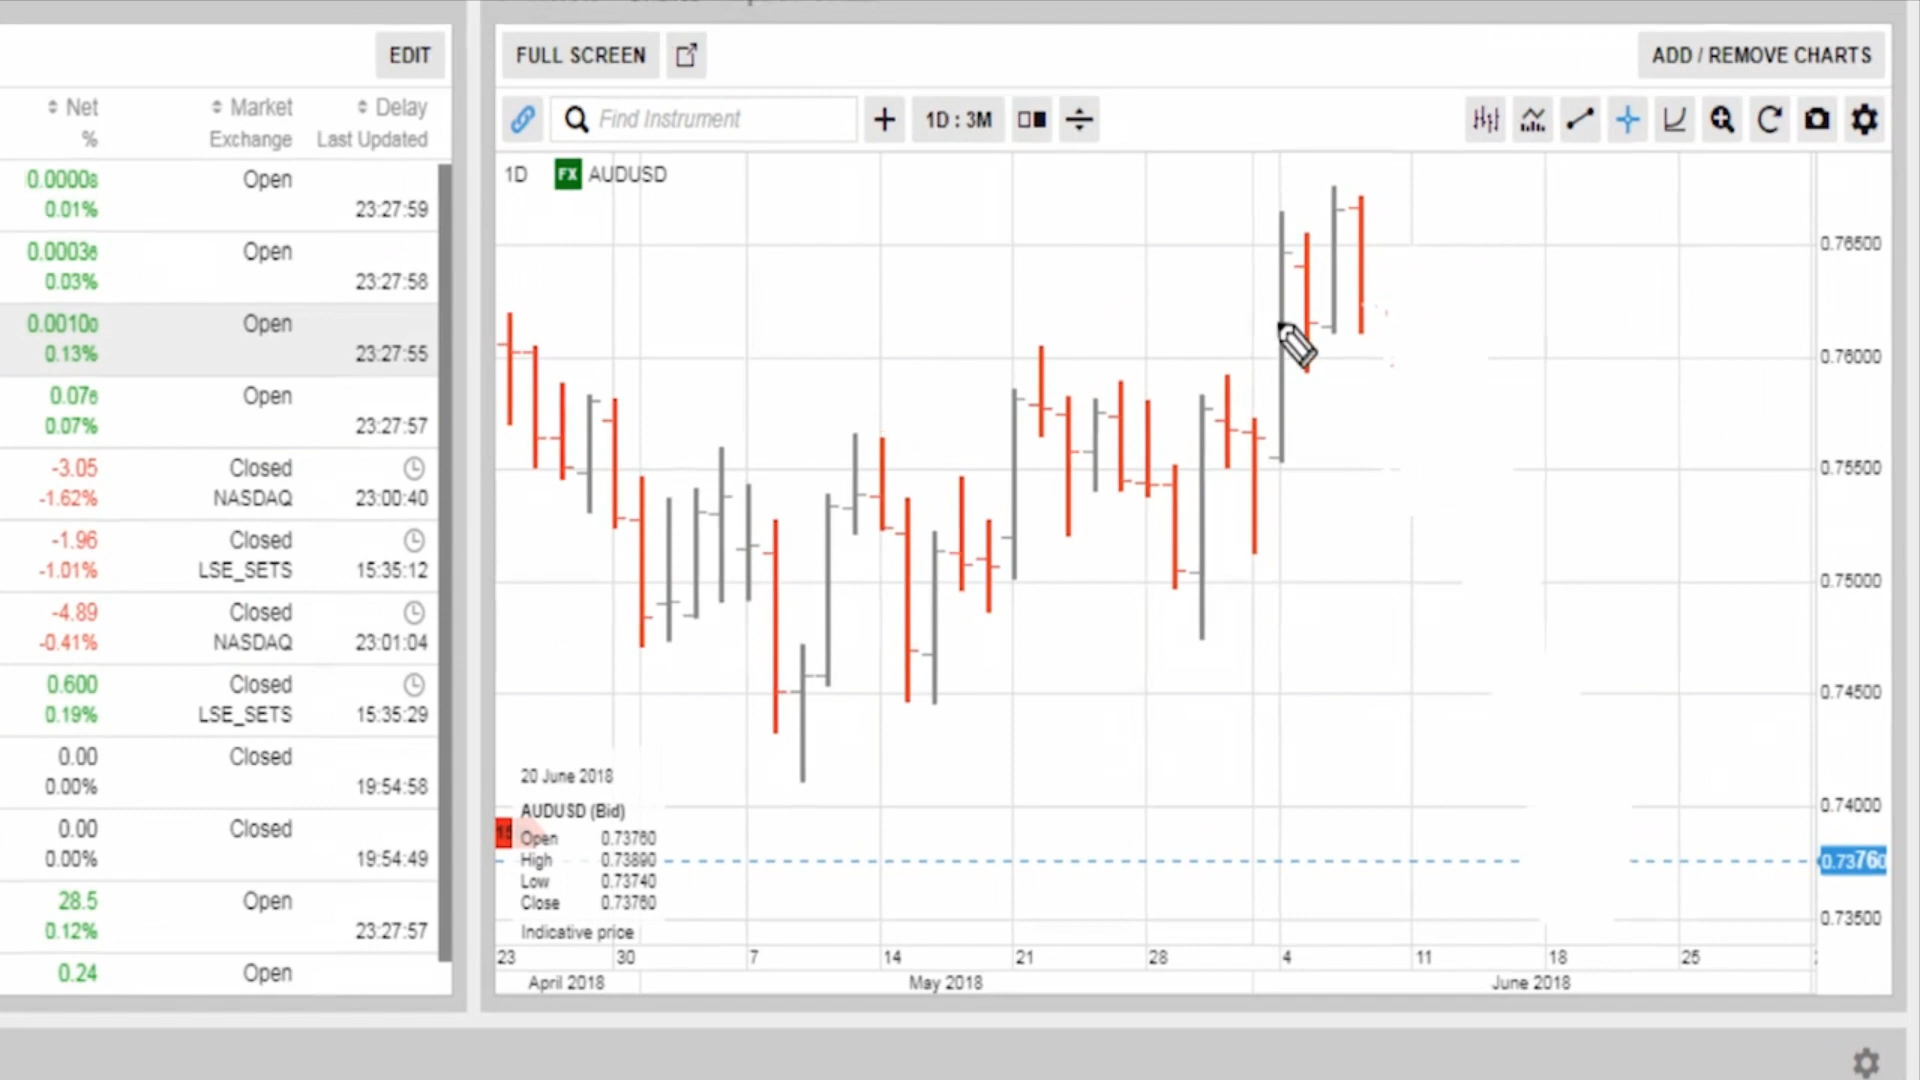 EDIT
FULL SCREEN
ADD / REMOVE CHARTS
Net
Market
Delay
%
Exchange
Last Updated
Find Instrument
1D : 3M
1D FX AUDUSD
0.00008 Open
0.01% 23:27:59
0.00036 Open
0.03% 23:27:58
0.00100 Open
0.13% 23:27:55
0.076 Open
0.07% 23:27:57
-3.05 Closed
-1.62% NASDAQ 23:00:40
-1.96 Closed
-1.01% LSE_SETS 15:35:12
-4.89 Closed
-0.41% NASDAQ 23:01:04
0.600 Closed
0.19% LSE_SETS 15:35:29
0.00 Closed
0.00% 19:54:58
0.00 Closed
0.00% 19:54:49
28.5 Open
0.12% 23:27:57
0.24 Open
0.76500
0.76000
0.75500
0.75000
0.74500
0.74000
0.73760
0.73500
20 June 2018
AUDUSD (Bid)
15
Open 0.73760
High 0.73890
Low 0.73740
Close 0.73760
Indicative price
23 30 7 14 21 28 4 11 18 25
April 2018 May 2018 June 2018